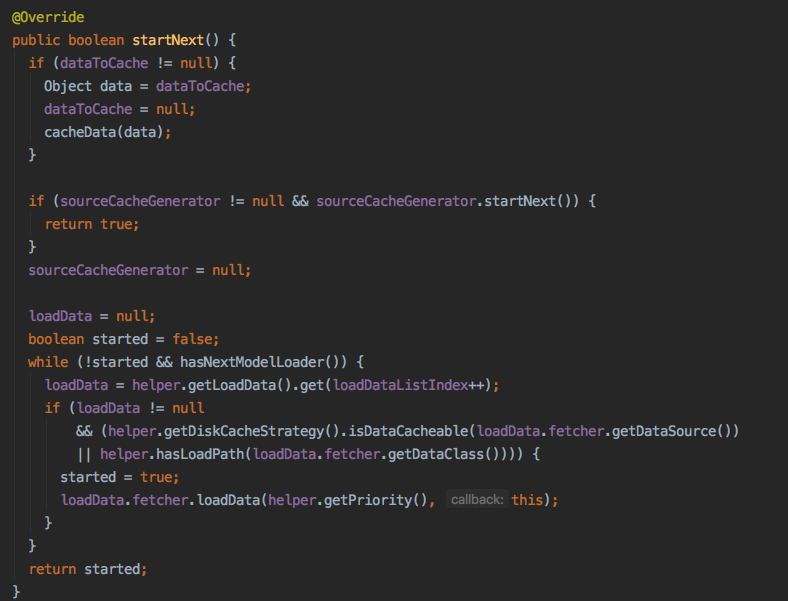 @Override
public boolean startNext() {
if (dataToCache != null) {
Object data = dataToCache;
dataToCache = null;
cacheData(data);
}
if (sourceCacheGenerator != null && sourceCacheGenerator.startNext()) {
return true;
}
sourceCacheGenerator = null;
loadData = null;
boolean started = false;
while (!started && hasNextModelLoader()) {
loadData = helper.getLoadData().get(loadDataListIndex++);
if (loadData != null
&& (helper.getDiskCacheStrategy().isDataCacheable(loadData.fetcher.getDataSource())
|| helper.hasLoadPath(loadData.fetcher.getDataClass()))) {
started = true;
loadData.fetcher.loadData(helper.getPriority(), callback: this);
}
}
return started;
}